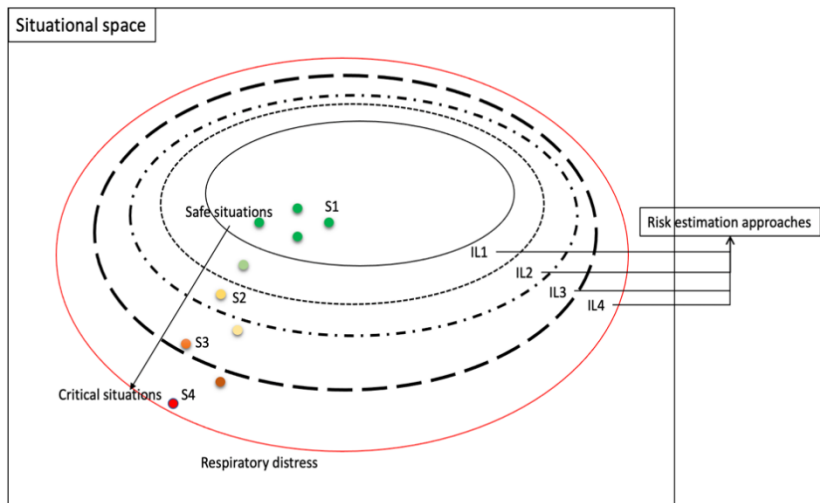 Situational space
S1
Safe situations
Risk estimation approaches
IL1
IL2
IL3
IL4
S2
S3
Critical situations
S4
Respiratory distress